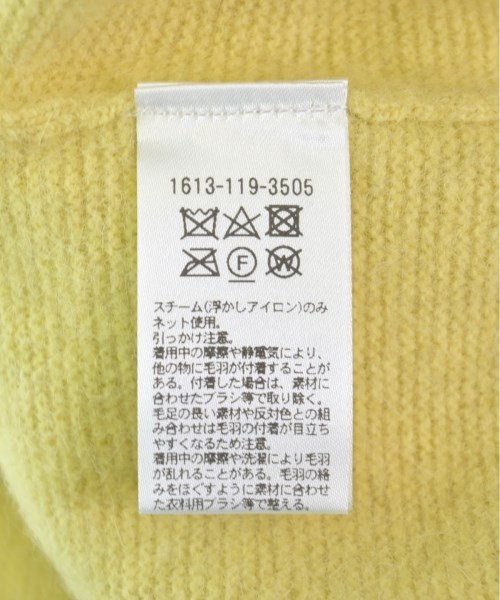 1613-119-3505
F
W
スチーム(浮かしアイロン)のみ
ネット使用。
引っかけ注意。
着用中の摩擦や静電気により、
他の物に毛羽が付着することが
ある。付着した場合は、素材に
合わせたブラシ等で取り除く。
毛足の長い素材や反対色との組
み合わせは毛羽の付着が目立ち
やすくなるため注意。
着用中の摩擦や洗濯により毛羽
が乱れることがある。毛羽の絡
みをほぐすように素材に合わせ
た衣料用ブラシ等で整える。